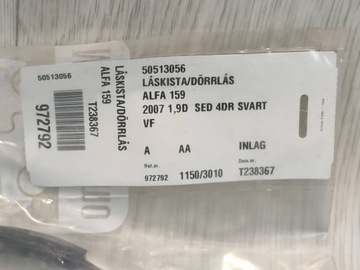 50513056
LÅSKISTA/DÖRRLÅS
ALFA 159
T238367
972792
50513056
LÅSKISTA/DÖRRLÅS
ALFA 159
2007 1,9D SED 4DR SVART
VF
A AA INLAG
Ref.nr.
972792 1150/3010 T238367